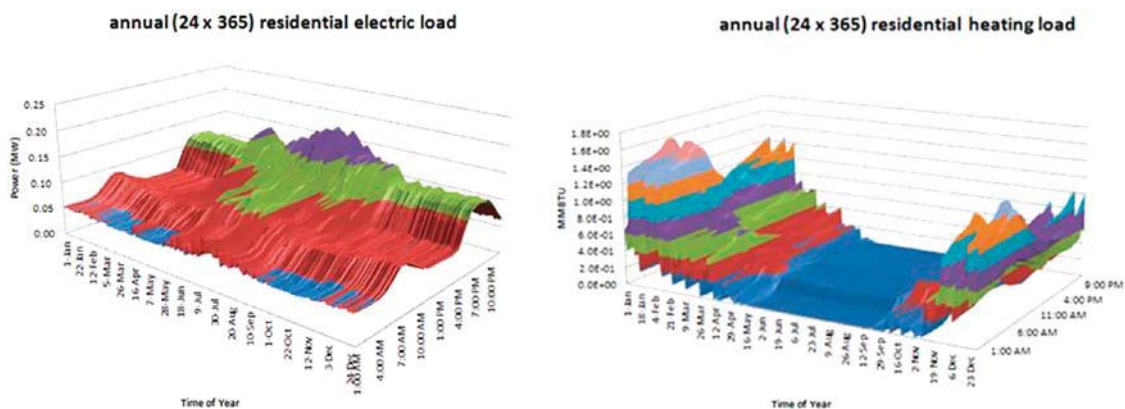 annual (24 x 365) residential electric load
0.25
0.20
0.15
0.10
0.05
0.00
Power (MW)
1-Jan
22-Jan
12-Feb
5-Mar
26-Mar
16-Apr
7-May
28-May
18-Jun
9-Jul
30-Jul
20-Aug
10-Sep
1-Oct
22-Oct
12-Nov
3-Dec
24-Dec
1:00 AM
4:00 AM
7:00 AM
10:00 AM
1:00 PM
4:00 PM
7:00 PM
10:00 PM
Time of Year
annual (24 x 365) residential heating load
1.8E+00
1.6E+00
1.4E+00
1.2E+00
1.0E+00
8.0E-01
6.0E-01
4.0E-01
2.0E-01
0.0E+00
MMBTU
1-Jan
18-Jan
4-Feb
21-Feb
9-Mar
26-Mar
12-Apr
29-Apr
16-May
2-Jun
19-Jun
6-Jul
23-Jul
9-Aug
26-Aug
12-Sep
29-Sep
16-Oct
2-Nov
19-Nov
6-Dec
23-Dec
1:00 AM
6:00 AM
11:00 AM
4:00 PM
9:00 PM
Time of Year